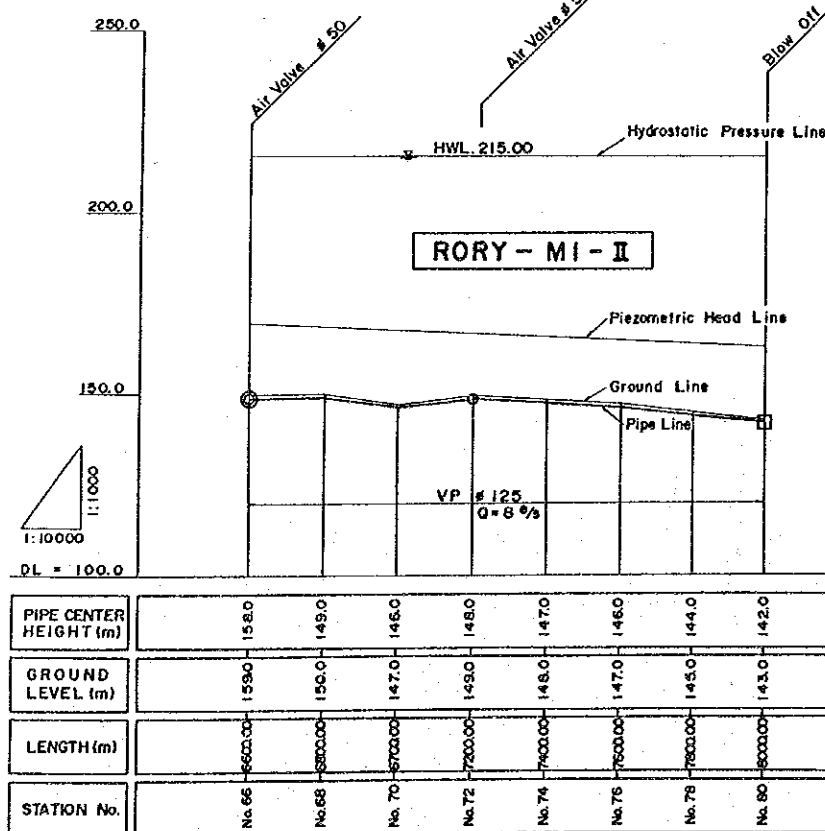 250.0
Air Valve ø 50
Air Valve ø 5
Blow Off
Hydrostatic Pressure Line
HWL. 215.00
200.0
RORY - MI - II
Piezometric Head Line
150.0
Ground Line
Pipe Line
VP ø 125
Q = 8 ℓ/s
1:1000
1:10000
DL = 100.0
PIPE CENTER HEIGHT (m) 158.0 149.0 146.0 148.0 147.0 146.0 144.0 142.0
GROUND LEVEL (m) 159.0 150.0 147.0 149.0 148.0 147.0 145.0 143.0
LENGTH (m) 6600.00 6800.00 6700.00 7200.00 7400.00 7600.00 7800.00 8000.00
STATION No. No. 66 No. 68 No. 70 No. 72 No. 74 No. 76 No. 78 No. 80